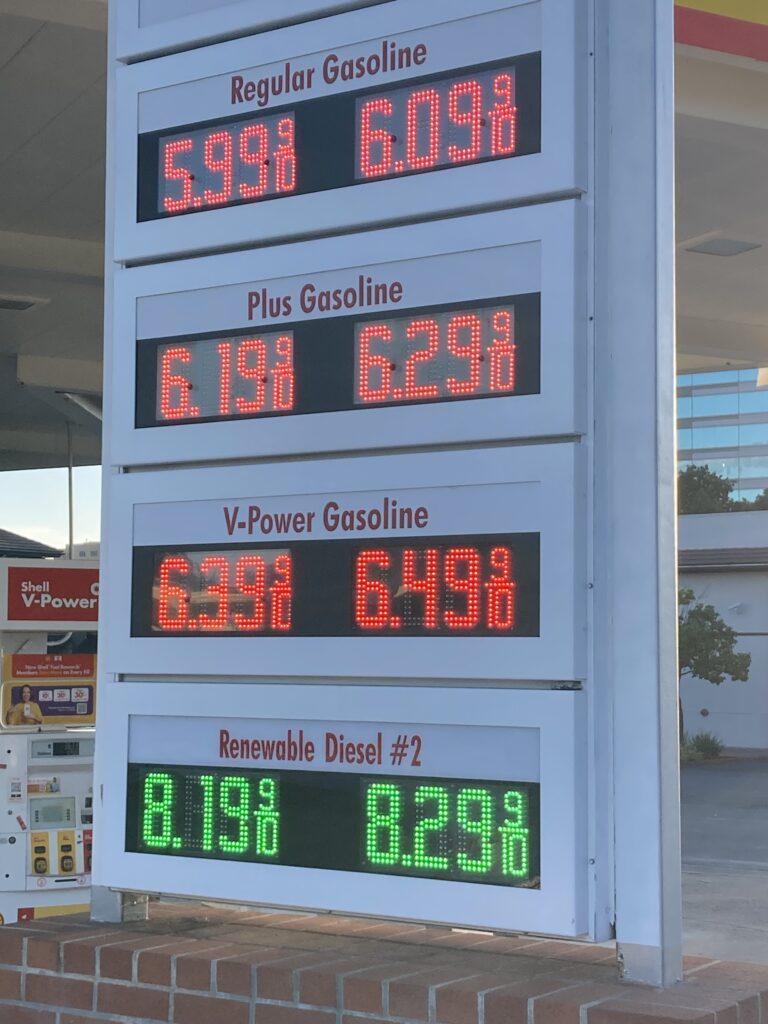 Regular Gasoline
5.99 9/10 6.09 9/10
Plus Gasoline
6.19 9/10 6.29 9/10
V-Power Gasoline
6.39 9/10 6.49 9/10
Renewable Diesel #2
8.19 9/10 8.29 9/10
Shell
V-Power